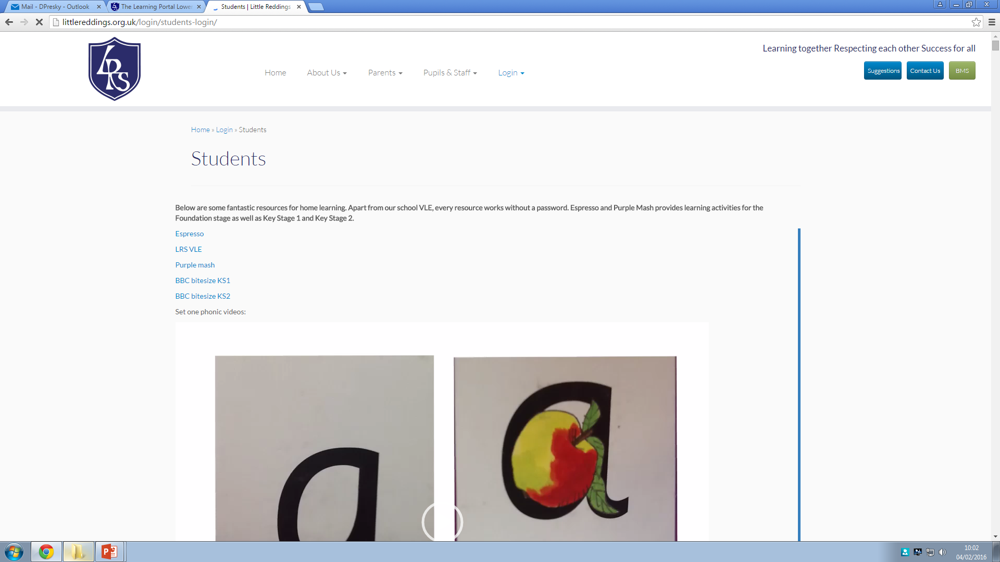 Mail - DPresky - Outlook
The Learning Portal Lower
Students | Little Reddings
littlereddings.org.uk/login/students-login/
LRS
Home
About Us
Parents
Pupils & Staff
Login
Learning together Respecting each other Success for all
Suggestions
Contact Us
BMS
Home » Login » Students
Students
Below are some fantastic resources for home learning. Apart from our school VLE, every resource works without a password. Espresso and Purple Mash provides learning activities for the
Foundation stage as well as Key Stage 1 and Key Stage 2.
Espresso
LRS VLE
Purple mash
BBC bitesize KS1
BBC bitesize KS2
Set one phonic videos:
a
a
10:02
04/02/2016